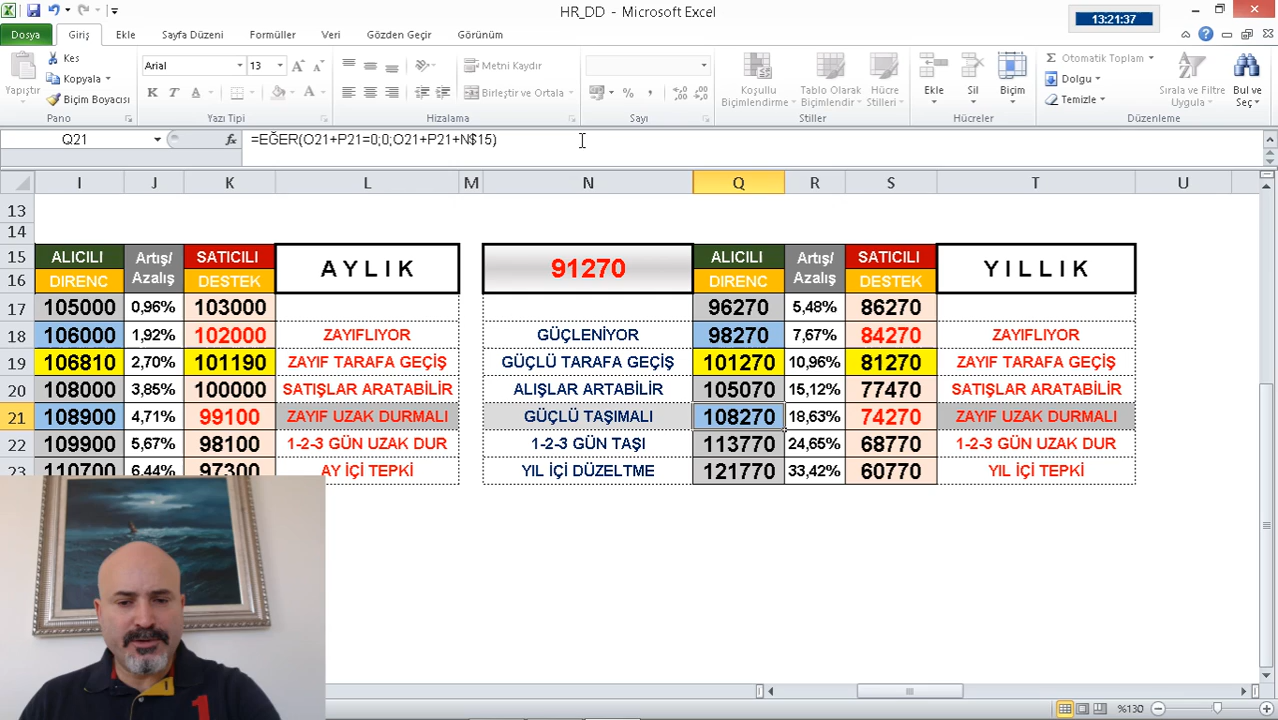 HR_DD - Microsoft Excel
13:21:37
Dosya Giriş Ekle Sayfa Düzeni Formüller Veri Gözden Geçir Görünüm
Yapıştır
Kes
Kopyala
Biçim Boyacısı
Pano
Arial 13
K T A
Yazı Tipi
Metni Kaydır
Birleştir ve Ortala
Hizalama
Sayı
Koşullu Biçimlendirme
Tablo Olarak Biçimlendir
Hücre Stilleri
Stiller
Ekle Sil Biçim
Hücreler
Otomatik Toplam
Dolgu
Temizle
Sırala ve Filtre Uygula
Bul ve Seç
Düzenleme
Q21 fx =EĞER(O21+P21=0;0;O21+P21+N$15)
I J K L M N Q R S T U
13
14
15 ALICILI Artış/ SATICILI A Y L I K 91270 ALICILI Artış/ SATICILI Y I L L I K
16 DIRENC Azalış DESTEK DIRENC Azalış DESTEK
17 105000 0,96% 103000 96270 5,48% 86270
18 106000 1,92% 102000 ZAYIFLIYOR GÜÇLENİYOR 98270 7,67% 84270 ZAYIFLIYOR
19 106810 2,70% 101190 ZAYIF TARAFA GEÇİŞ GÜÇLÜ TARAFA GEÇİŞ 101270 10,96% 81270 ZAYIF TARAFA GEÇİŞ
20 108000 3,85% 100000 SATIŞLAR ARATABİLİR ALIŞLAR ARTABİLİR 105070 15,12% 77470 SATIŞLAR ARATABİLİR
21 108900 4,71% 99100 ZAYIF UZAK DURMALI GÜÇLÜ TAŞIMALI 108270 18,63% 74270 ZAYIF UZAK DURMALI
22 109900 5,67% 98100 1-2-3 GÜN UZAK DUR 1-2-3 GÜN TAŞI 113770 24,65% 68770 1-2-3 GÜN UZAK DUR
23 110700 6,44% 97300 AY İÇİ TEPKİ YIL İÇİ DÜZELTME 121770 33,42% 60770 YIL İÇİ TEPKİ
1
%130